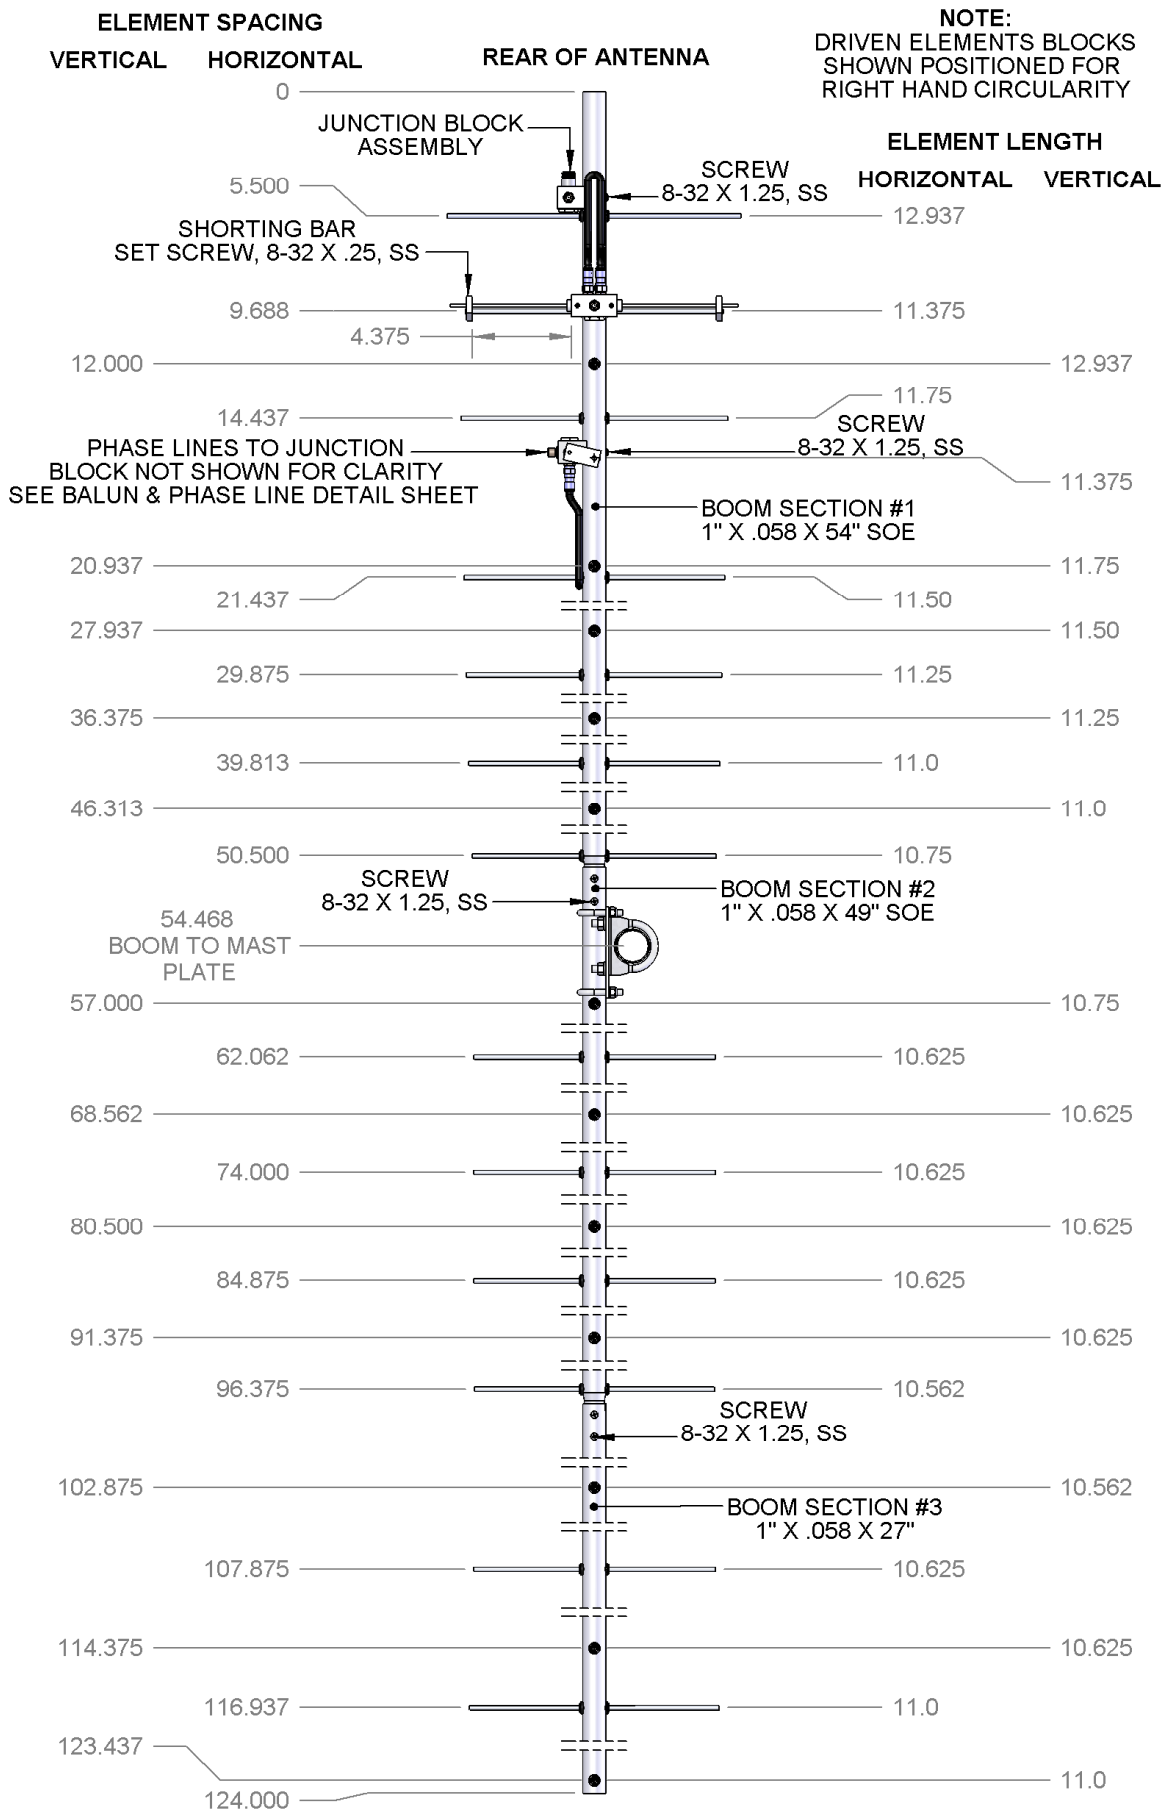 ELEMENT SPACING
VERTICAL HORIZONTAL
REAR OF ANTENNA
NOTE:
DRIVEN ELEMENTS BLOCKS
SHOWN POSITIONED FOR
RIGHT HAND CIRCULARITY
ELEMENT LENGTH
HORIZONTAL VERTICAL
0
JUNCTION BLOCK
ASSEMBLY
SCREW
8-32 X 1.25, SS
5.500
12.937
SHORTING BAR
SET SCREW, 8-32 X .25, SS
9.688
11.375
4.375
12.000
12.937
11.75
14.437
SCREW
8-32 X 1.25, SS
PHASE LINES TO JUNCTION
BLOCK NOT SHOWN FOR CLARITY
SEE BALUN & PHASE LINE DETAIL SHEET
11.375
BOOM SECTION #1
1" X .058 X 54" SOE
20.937
11.75
21.437
11.50
27.937
11.50
29.875
11.25
36.375
11.25
39.813
11.0
46.313
11.0
50.500
10.75
SCREW
8-32 X 1.25, SS
BOOM SECTION #2
1" X .058 X 49" SOE
54.468
BOOM TO MAST
PLATE
57.000
10.75
62.062
10.625
68.562
10.625
74.000
10.625
80.500
10.625
84.875
10.625
91.375
10.625
96.375
10.562
SCREW
8-32 X 1.25, SS
102.875
10.562
BOOM SECTION #3
1" X .058 X 27"
107.875
10.625
114.375
10.625
116.937
11.0
123.437
11.0
124.000